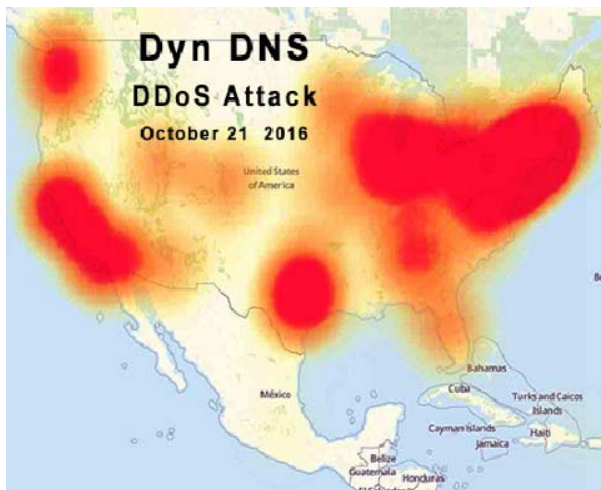 Dyn DNS
DDoS Attack
October 21 2016
United States
of America
México
Bahamas
Cuba
Turks and Caicos
Islands
Cayman Islands
Haiti
Jamaica
Belize
Guatemala
Honduras